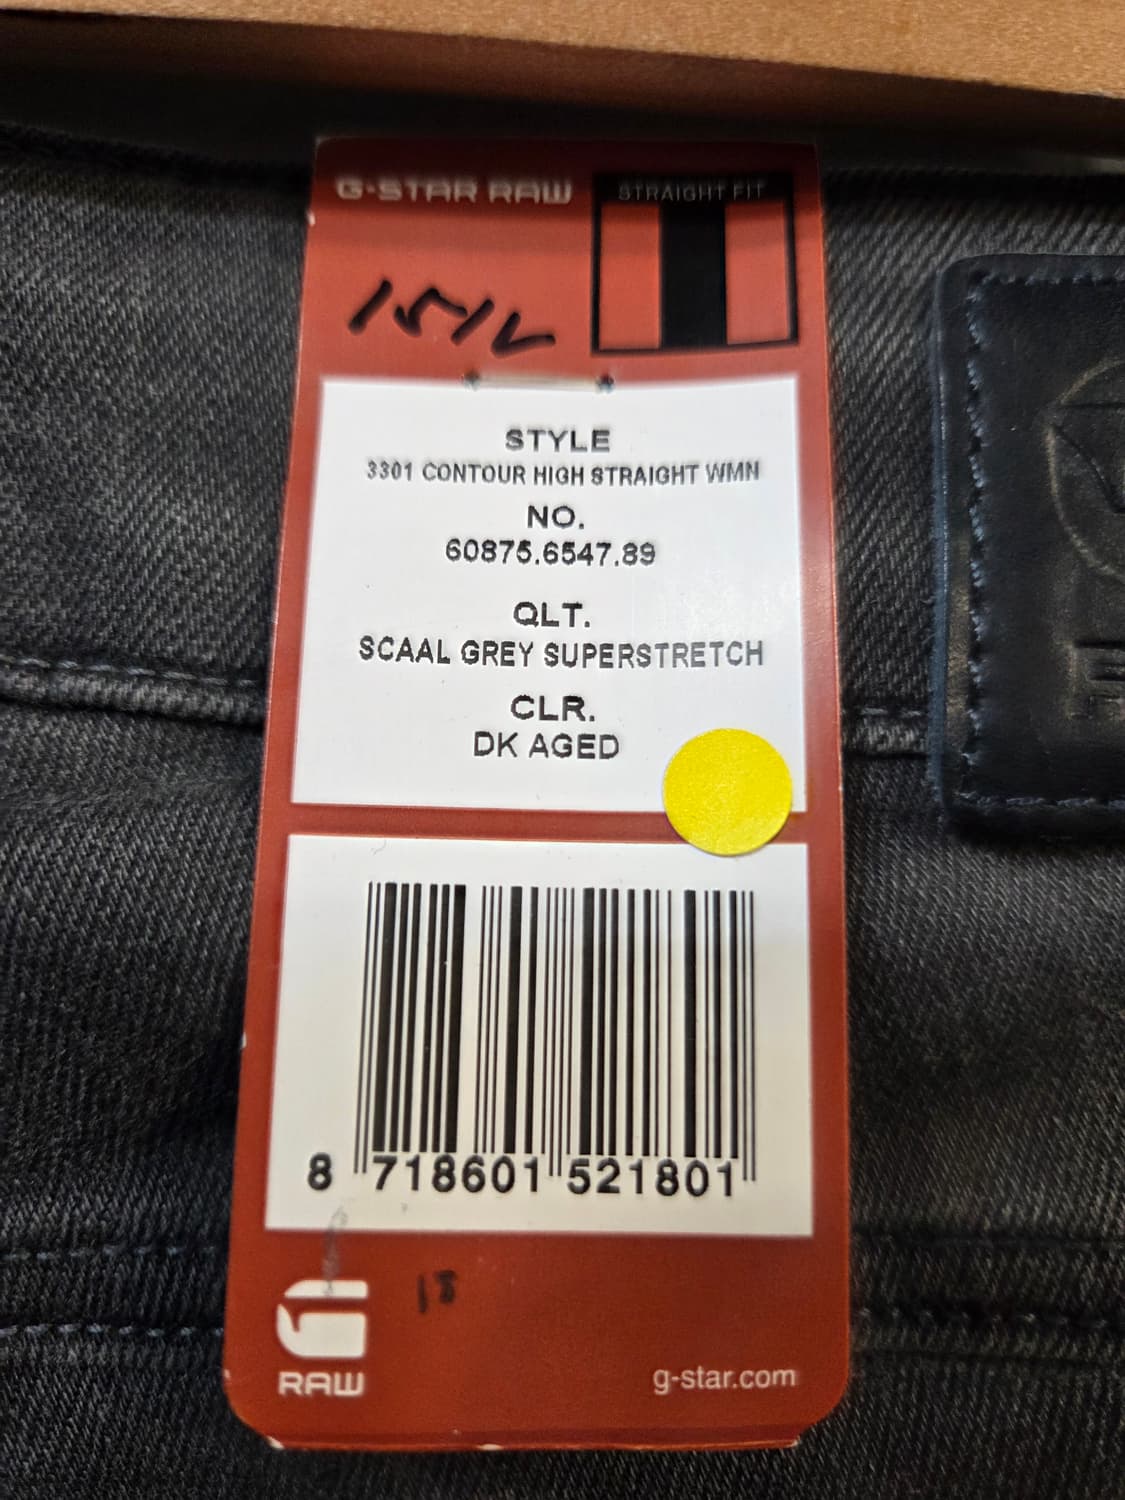 G-STAR RAW
STRAIGHT FIT
STYLE
3301 CONTOUR HIGH STRAIGHT WMN
NO.
60875.6547.89
QLT.
SCAAL GREY SUPERSTRETCH
CLR.
DK AGED
8 718601 521801
18
RAW
g-star.com